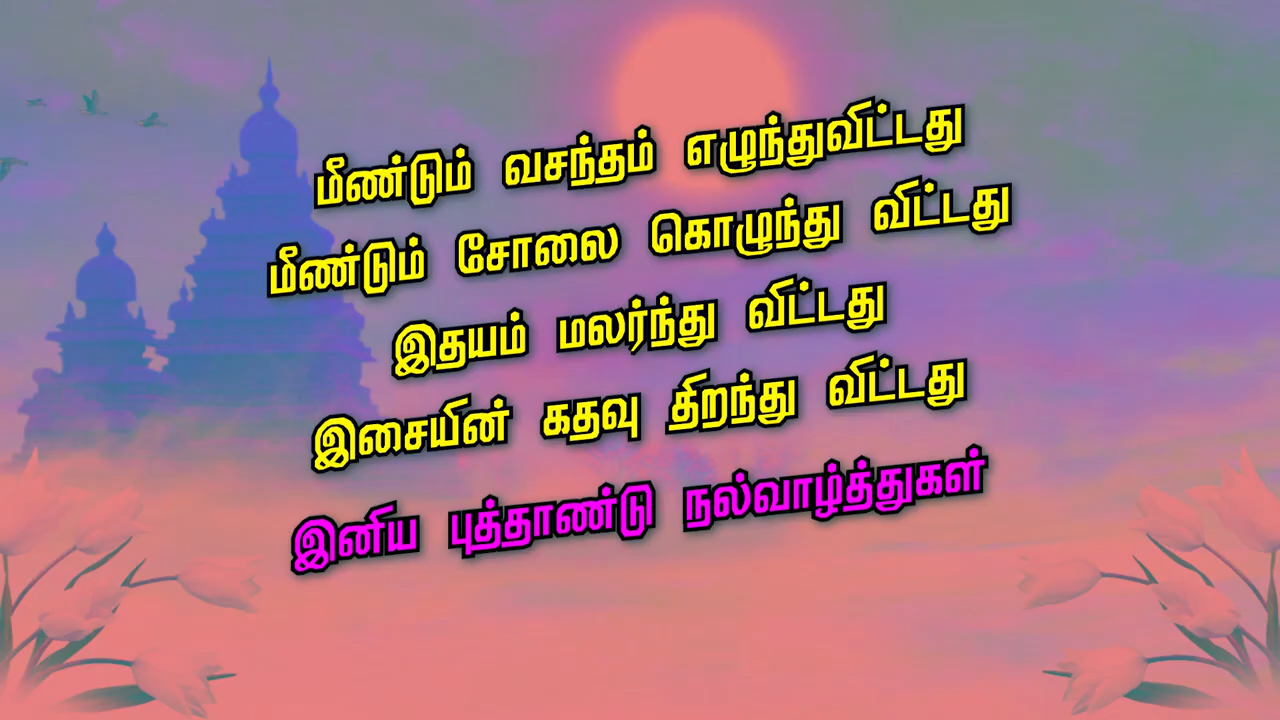 மீண்டும் வசந்தம் எழுந்துவிட்டது
மீண்டும் சோலை கொழுந்து விட்டது
இதயம் மலர்ந்து விட்டது
இசையின் கதவு திறந்து விட்டது
இனிய புத்தாண்டு நல்வாழ்த்துகள்